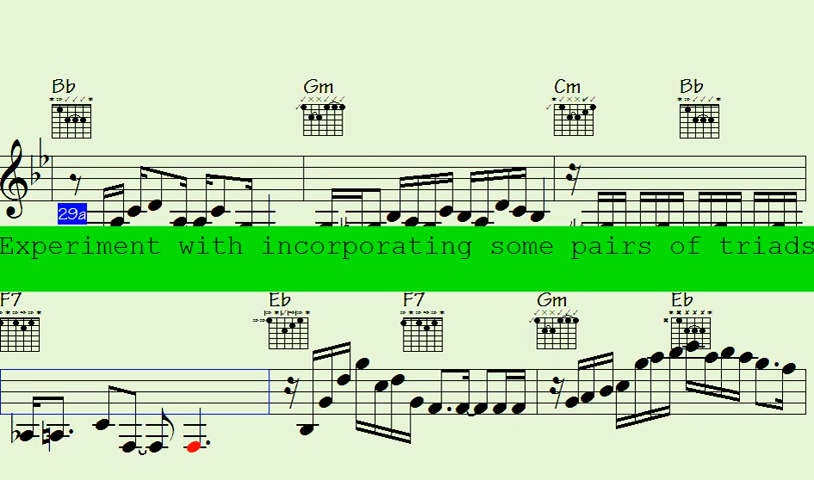 Bb Gm Cm Bb
29a
Experiment with incorporating some pairs of triads
F7 Eb F7 Gm Eb